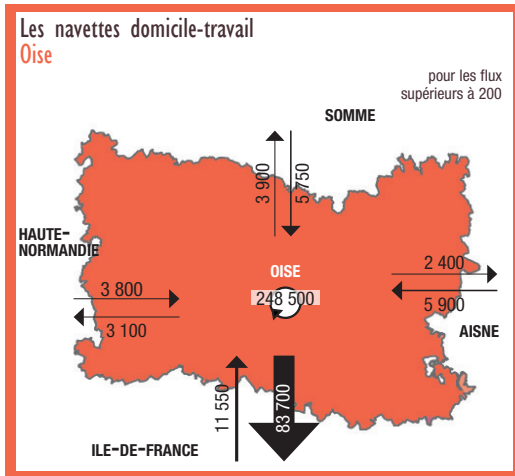 Les navettes domicile-travail
Oise
pour les flux
supérieurs à 200
SOMME
3 900
5 750
HAUTE-
NORMANDIE
OISE
248 500
2 400
5 900
AISNE
3 800
3 100
11 550
83 700
ILE-DE-FRANCE